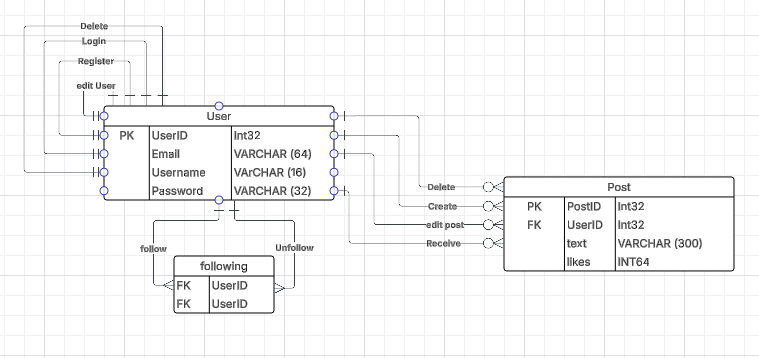 Delete
Login
Register
edit User
User
PK UserID Int32
Email VARCHAR (64)
Username VArCHAR (16)
Password VARCHAR (32)
Delete
Create
edit post
Receive
Post
PK PostID Int32
FK UserID Int32
text VARCHAR (300)
likes INT64
follow
Unfollow
following
FK UserID
FK UserID